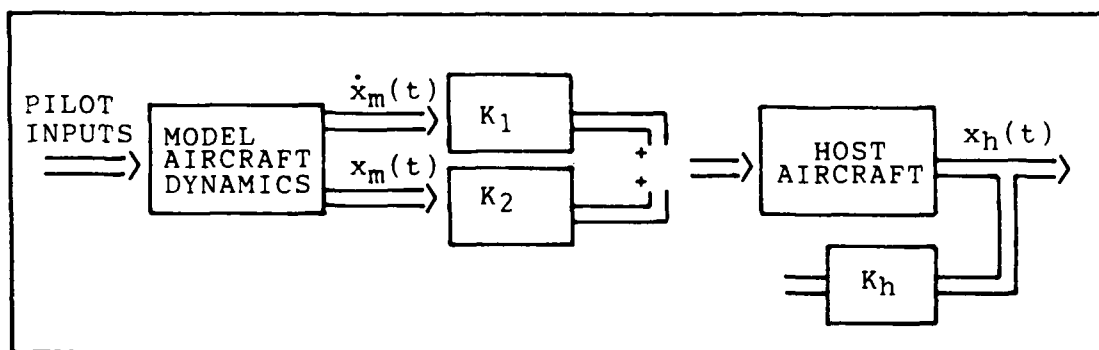 PILOT
INPUTS
MODEL
AIRCRAFT
DYNAMICS
ẋm(t)
xm(t)
K1
K2
+
+
HOST
AIRCRAFT
xh(t)
Kh